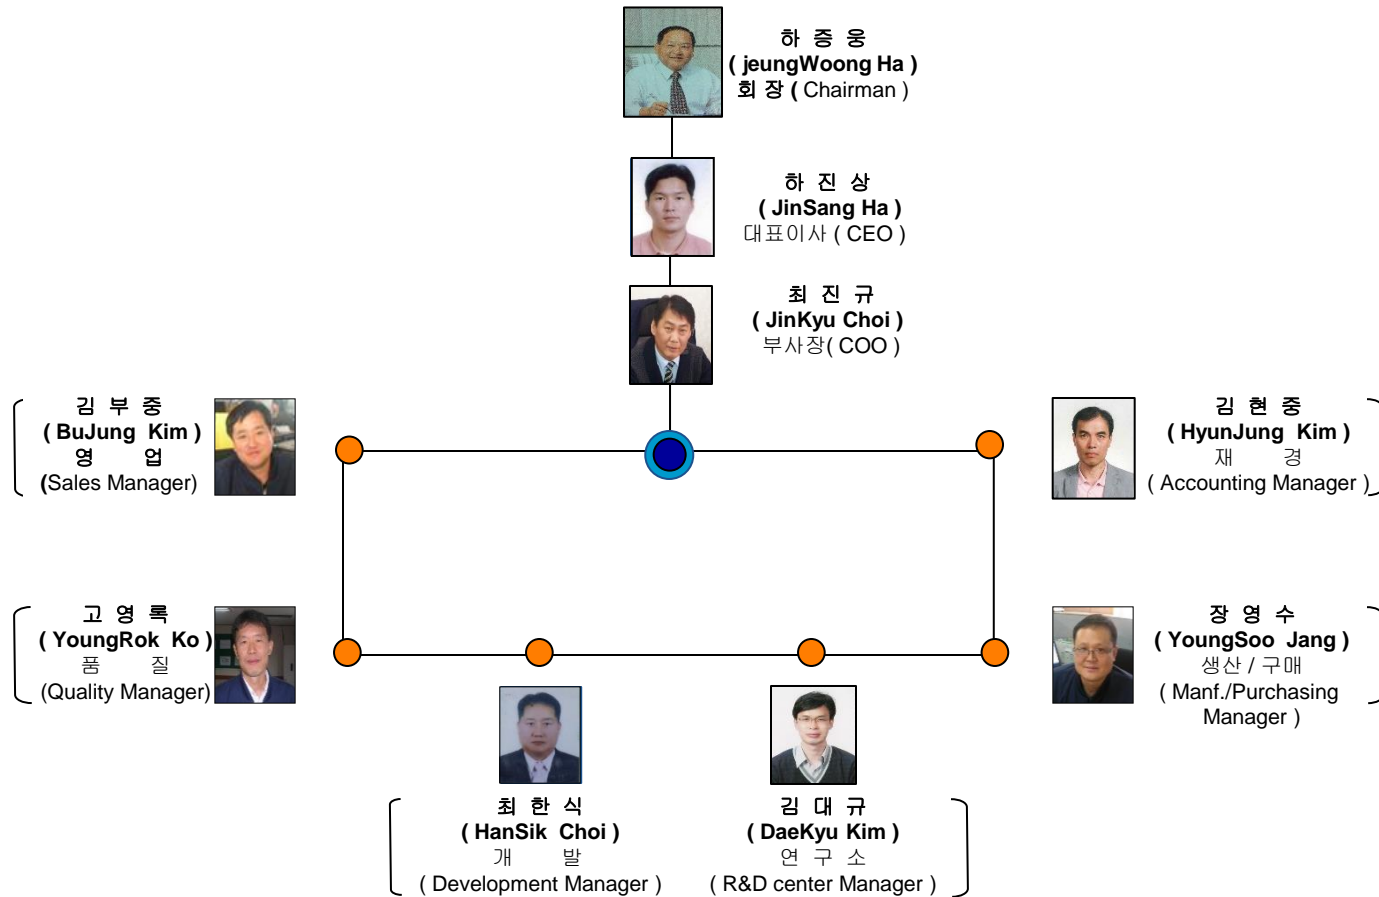 하 증 웅
( jeungWoong Ha )
회 장 ( Chairman )
하 진 상
( JinSang Ha )
대표이사 ( CEO )
최 진 규
( JinKyu Choi )
부사장( COO )
김 부 중
( BuJung Kim )
영 업
(Sales Manager)
김 현 중
( HyunJung Kim )
재 경
( Accounting Manager )
고 영 록
( YoungRok Ko )
품 질
(Quality Manager)
장 영 수
( YoungSoo Jang )
생산 / 구매
( Manf./Purchasing
Manager )
최 한 식
( HanSik Choi )
개 발
( Development Manager )
김 대 규
( DaeKyu Kim )
연 구 소
( R&D center Manager )